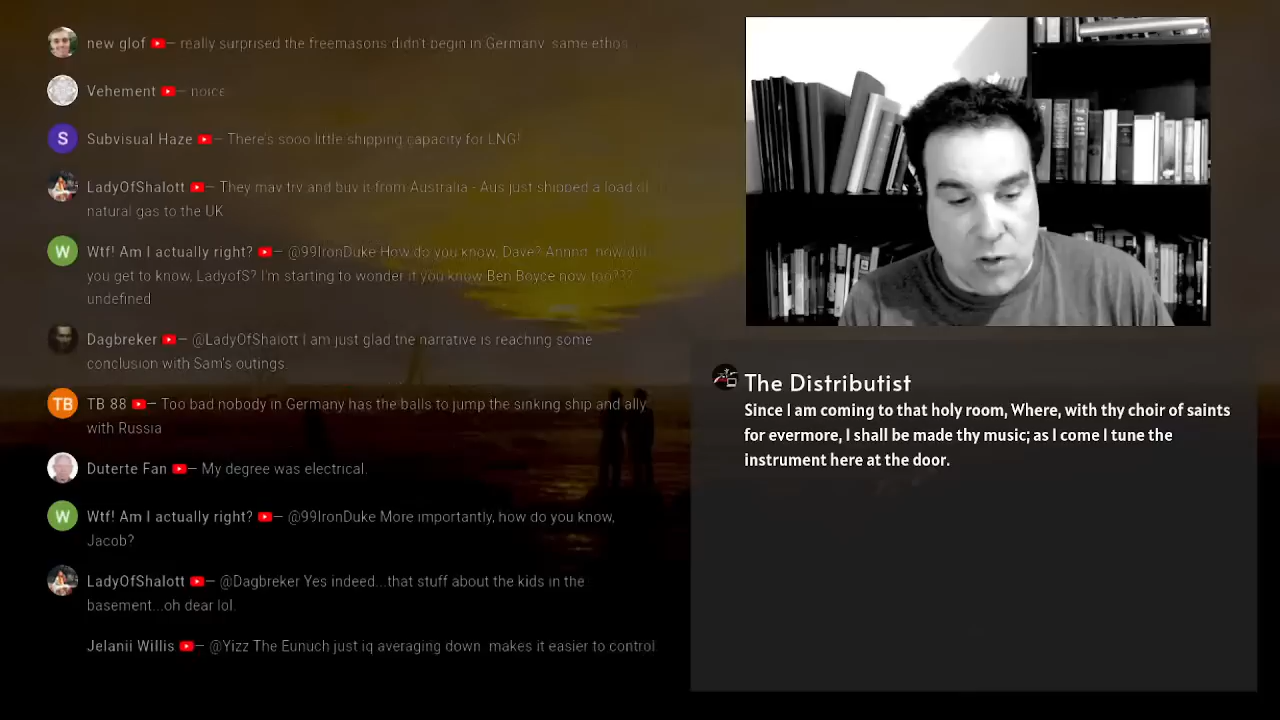 new glof — really surprised the freemasons didn't begin in Germany same ethos
Vehement — noice
S
Subvisual Haze — There's sooo little shipping capacity for LNG!
LadyOfShalott — They may try and buy it from Australia - Aus just shipped a load of
natural gas to the UK
W
Wtf! Am I actually right? — @99IronDuke How do you know, Dave? Annnd, how did
you get to know, LadyofS? I'm starting to wonder if you know Ben Boyce now too???
undefined
Dagbreker — @LadyOfShalott I am just glad the narrative is reaching some
conclusion with Sam's outings.
TB
TB 88 — Too bad nobody in Germany has the balls to jump the sinking ship and ally
with Russia
Duterte Fan — My degree was electrical.
W
Wtf! Am I actually right? — @99IronDuke More importantly, how do you know,
Jacob?
LadyOfShalott — @Dagbreker Yes indeed...that stuff about the kids in the
basement...oh dear lol.
Jelanii Willis — @Yizz The Eunuch just iq averaging down makes it easier to control
The Distributist
Since I am coming to that holy room, Where, with thy choir of saints
for evermore, I shall be made thy music; as I come I tune the
instrument here at the door.